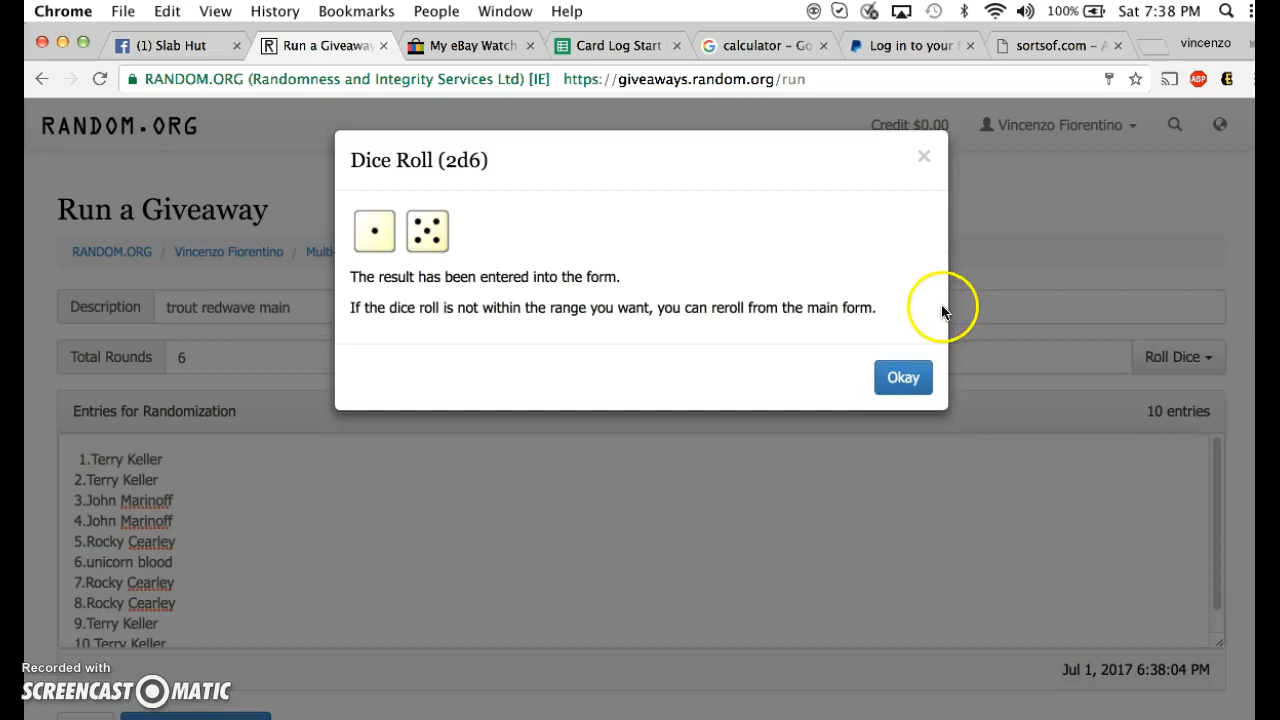 Chrome File Edit View History Bookmarks People Window Help 100% Sat 7:38 PM
(1) Slab Hut Run a Giveaway My eBay Watch Card Log Start calculator - Go Log in to your sortsof.com - A vincenzo
RANDOM.ORG (Randomness and Integrity Services Ltd) [IE] https://giveaways.random.org/run ABP
RANDOM.ORG Credit $0.00 Vincenzo Fiorentino
Dice Roll (2d6) ×
Run a Giveaway
RANDOM.ORG / Vincenzo Fiorentino / Multi-
The result has been entered into the form.
Description trout redwave main
If the dice roll is not within the range you want, you can reroll from the main form.
Total Rounds 6 Roll Dice
Okay
Entries for Randomization 10 entries
1.Terry Keller
2.Terry Keller
3.John Marinoff
4.John Marinoff
5.Rocky Cearley
6.unicorn blood
7.Rocky Cearley
8.Rocky Cearley
9.Terry Keller
10.Terry Keller
Jul 1, 2017 6:38:04 PM
Recorded with
SCREENCAST-O-MATIC